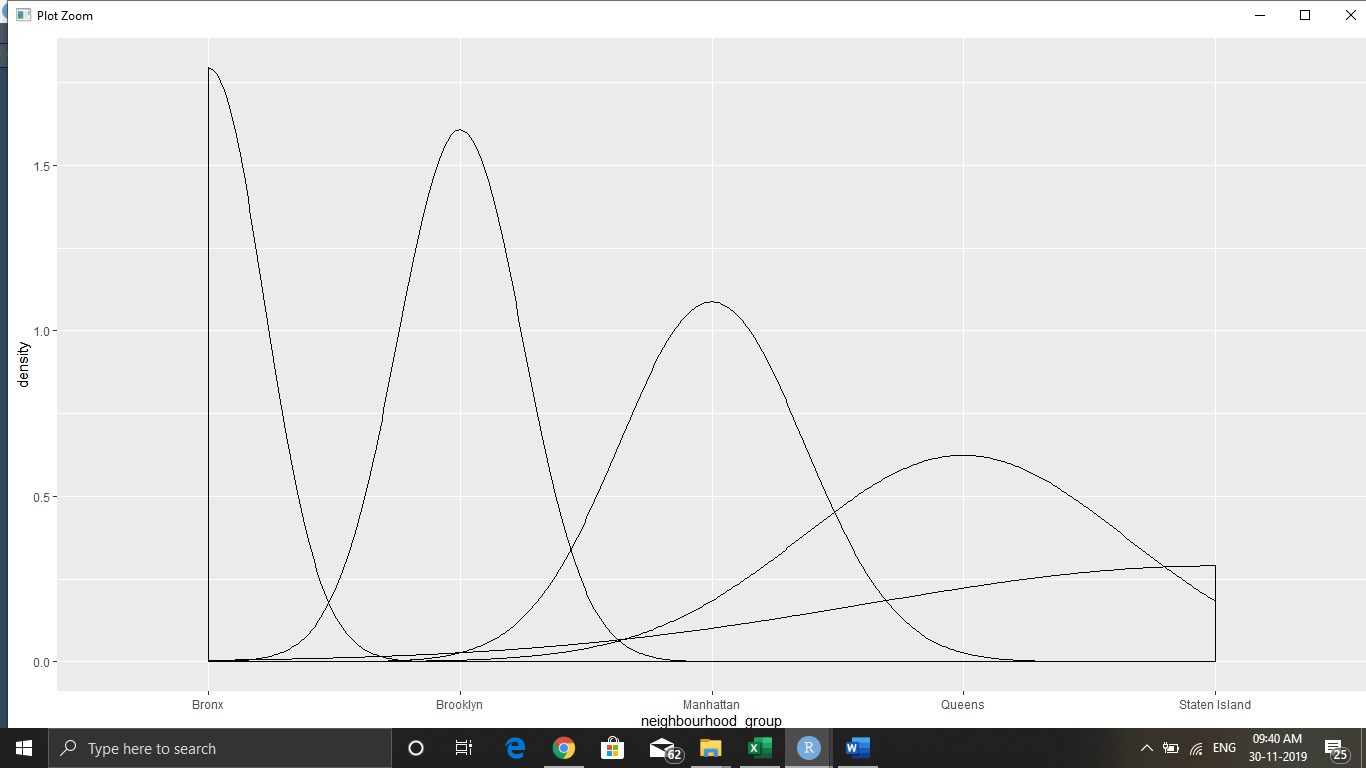 Plot Zoom
1.5
1.0
0.5
0.0
density
Bronx Brooklyn Manhattan Queens Staten Island
neighbourhood_group
Type here to search
62
ENG
09:40 AM
30-11-2019
25